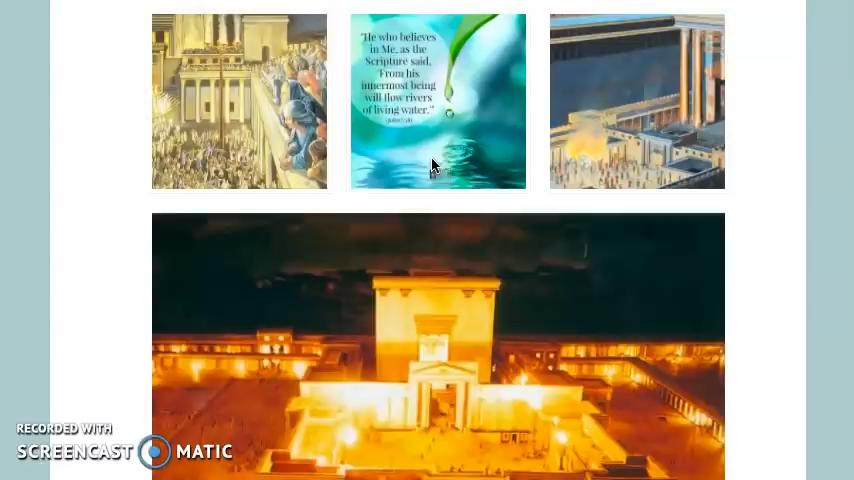 "He who believes
in Me, as the
Scripture said,
'From his
innermost being
will flow rivers
of living water.'"
RECORDED WITH
SCREENCAST MATIC